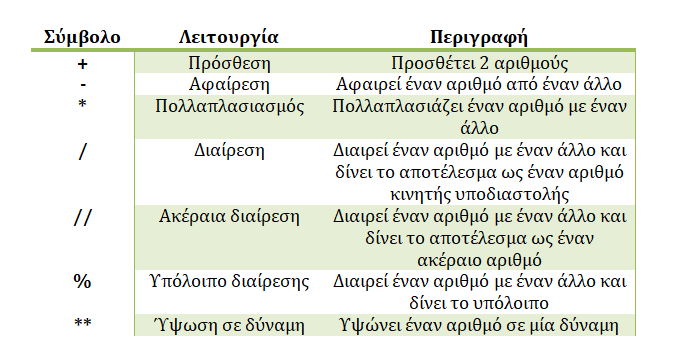 Σύμβολο Λειτουργία Περιγραφή
+ Πρόσθεση Προσθέτει 2 αριθμούς
- Αφαίρεση Αφαιρεί έναν αριθμό από έναν άλλο
* Πολλαπλασιασμός Πολλαπλασιάζει έναν αριθμό με έναν
άλλο
/ Διαίρεση Διαιρεί έναν αριθμό με έναν άλλο και
δίνει το αποτέλεσμα ως έναν αριθμό
κινητής υποδιαστολής
// Ακέραια διαίρεση Διαιρεί έναν αριθμό με έναν άλλο και
δίνει το αποτέλεσμα ως έναν
ακέραιο αριθμό
% Υπόλοιπο διαίρεσης Διαιρεί έναν αριθμό με έναν άλλο και
δίνει το υπόλοιπο
** Ύψωση σε δύναμη Υψώνει έναν αριθμό σε μία δύναμη